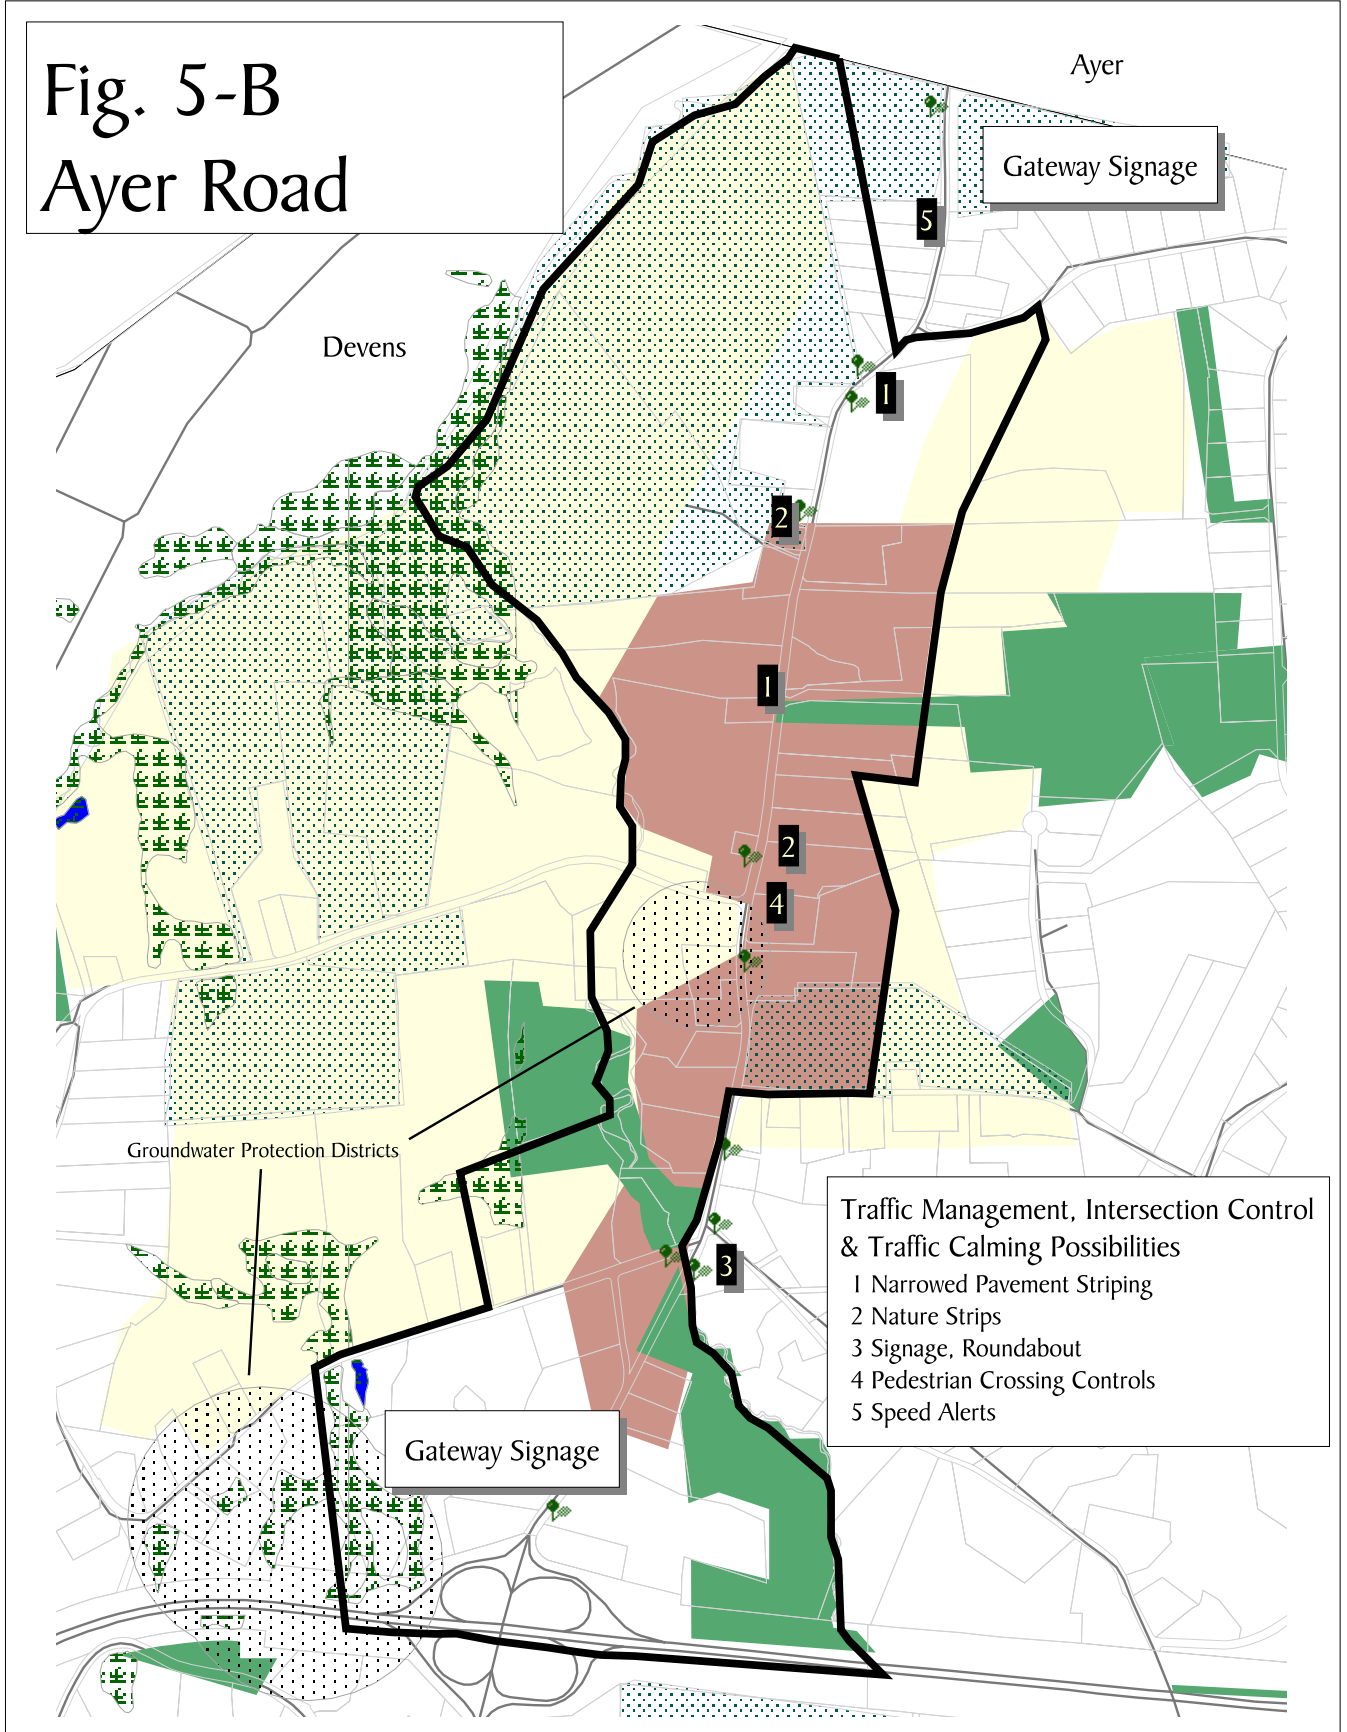 Fig. 5-B
Ayer Road
Ayer
Gateway Signage
5
Devens
1
2
1
2
4
Groundwater Protection Districts
3
Traffic Management, Intersection Control
& Traffic Calming Possibilities
1 Narrowed Pavement Striping
2 Nature Strips
3 Signage, Roundabout
4 Pedestrian Crossing Controls
5 Speed Alerts
Gateway Signage